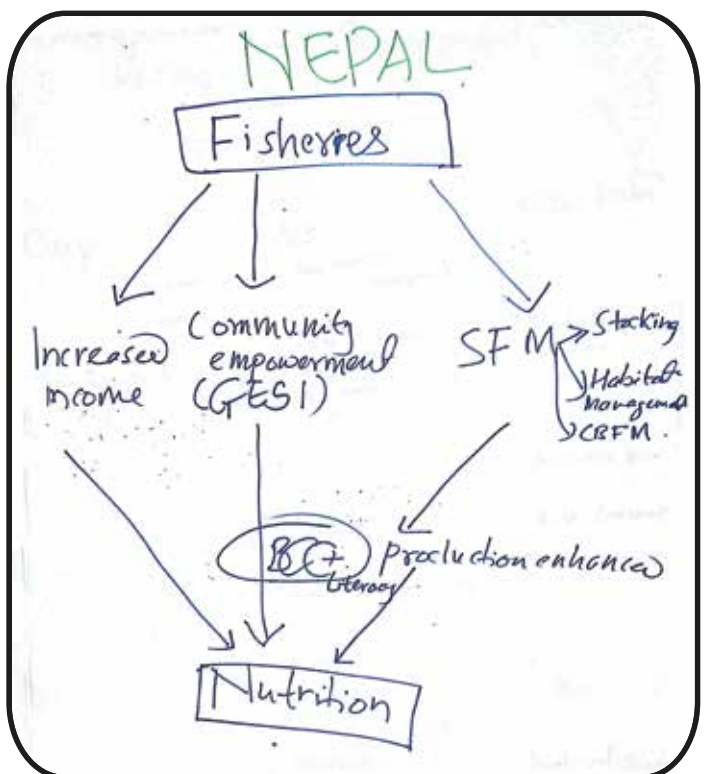 NEPAL
Fisheries
Increased
income
Community
empowerment
(GESI)
SFM
Stocking
Habitat
management
CBFM
BCC+
Literacy
production enhanced
Nutrition